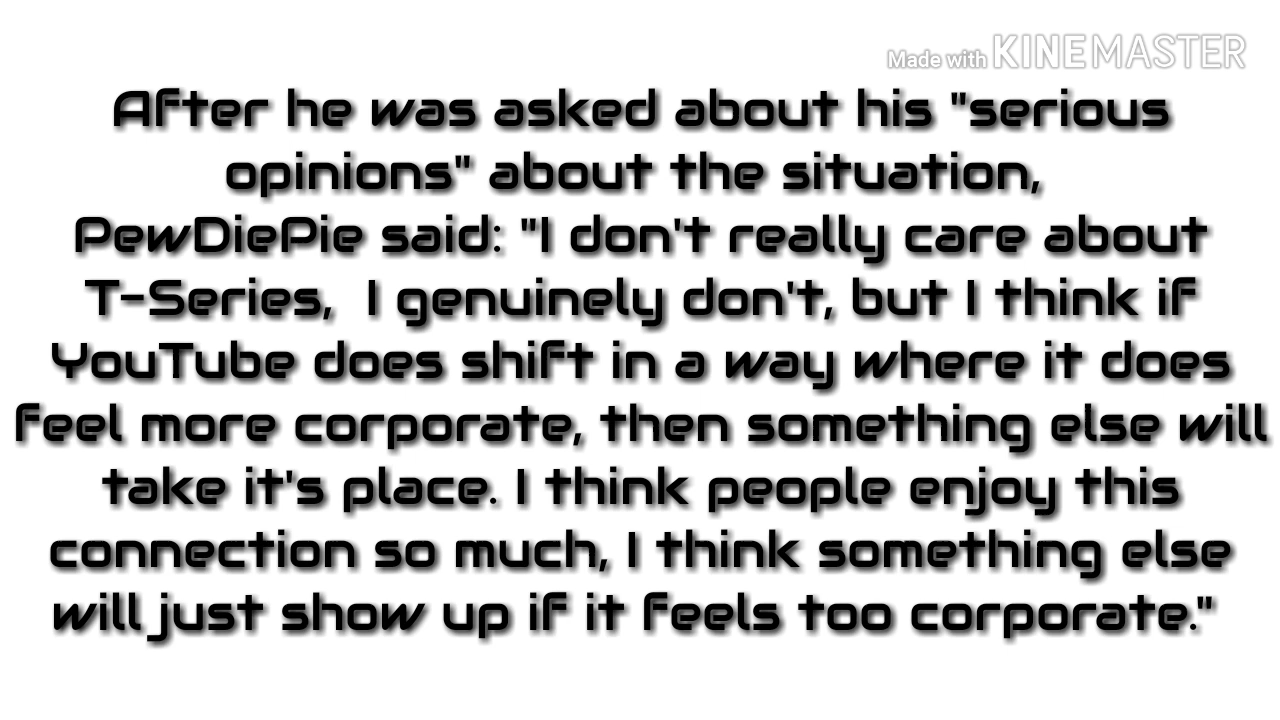 Made with KINEMASTER
After he was asked about his "serious
opinions" about the situation,
PewDiePie said: "I don't really care about
T-Series,  I genuinely don't, but I think if
YouTube does shift in a way where it does
feel more corporate, then something else will
take it's place. I think people enjoy this
connection so much, I think something else
will just show up if it feels too corporate."